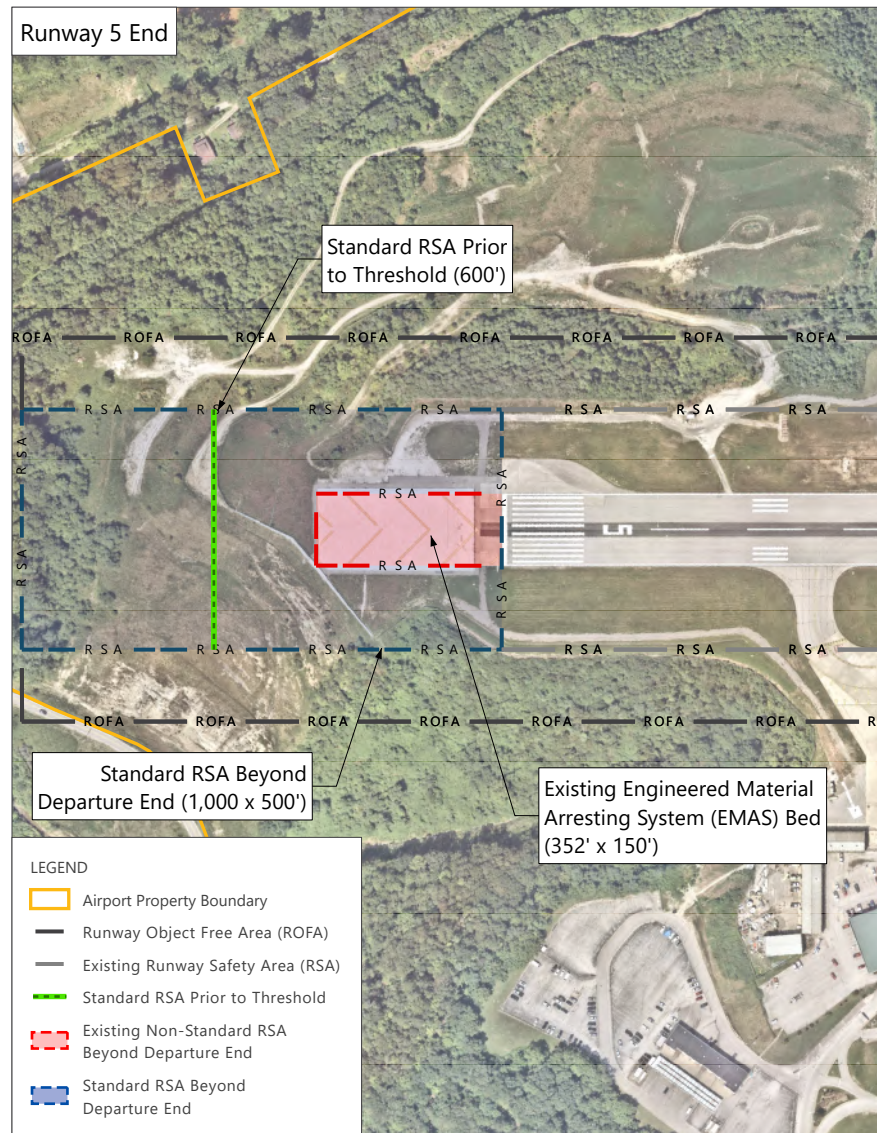 Runway 5 End
Standard RSA Prior
to Threshold (600')
ROFA ROFA ROFA ROFA ROFA ROFA ROFA ROFA
RSA RSA RSA RSA RSA RSA RSA
RSA
RSA
RSA
RSA
RSA
5
RSA
RSA
RSA RSA RSA RSA RSA RSA RSA
ROFA ROFA ROFA ROFA ROFA ROFA ROFA R
Standard RSA Beyond
Departure End (1,000 x 500')
Existing Engineered Material
Arresting System (EMAS) Bed
(352' x 150')
LEGEND
Airport Property Boundary
Runway Object Free Area (ROFA)
Existing Runway Safety Area (RSA)
Standard RSA Prior to Threshold
Existing Non-Standard RSA
Beyond Departure End
Standard RSA Beyond
Departure End